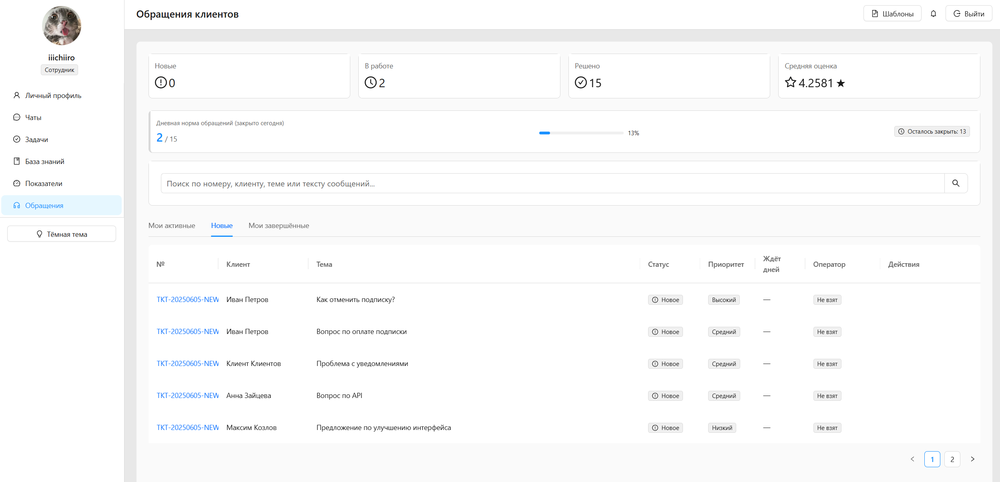 Обращения клиентов
Шаблоны
Выйти
iiichiiro
Сотрудник
Личный профиль
Чаты
Задачи
База знаний
Показатели
Обращения
Тёмная тема
Новые
0
В работе
2
Решено
15
Средняя оценка
4.2581 ★
Дневная норма обращений (закрыто сегодня)
2 / 15
13%
Осталось закрыть: 13
Поиск по номеру, клиенту, теме или тексту сообщений...
Мои активные Новые Мои завершённые
№ Клиент Тема Статус Приоритет Ждёт дней Оператор Действия
TKT-20250605-NEW Иван Петров Как отменить подписку? Новое Высокий — Не взят
TKT-20250605-NEW Иван Петров Вопрос по оплате подписки Новое Средний — Не взят
TKT-20250605-NEW Клиент Клиентов Проблема с уведомлениями Новое Средний — Не взят
TKT-20250605-NEW Анна Зайцева Вопрос по API Новое Средний — Не взят
TKT-20250605-NEW Максим Козлов Предложение по улучшению интерфейса Новое Низкий — Не взят
1 2